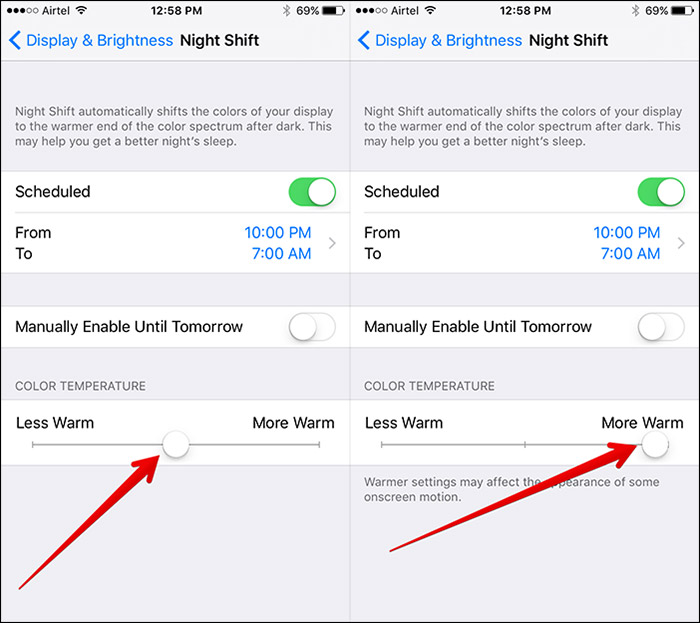 Airtel 12:58 PM 69%
Display & Brightness Night Shift
Night Shift automatically shifts the colors of your display
to the warmer end of the color spectrum after dark. This
may help you get a better night's sleep.
Scheduled
From 10:00 PM
To 7:00 AM
Manually Enable Until Tomorrow
COLOR TEMPERATURE
Less Warm More Warm
Airtel 12:58 PM 69%
Display & Brightness Night Shift
Night Shift automatically shifts the colors of your display
to the warmer end of the color spectrum after dark. This
may help you get a better night's sleep.
Scheduled
From 10:00 PM
To 7:00 AM
Manually Enable Until Tomorrow
COLOR TEMPERATURE
Less Warm More Warm
Warmer settings may affect the appearance of some
onscreen motion.